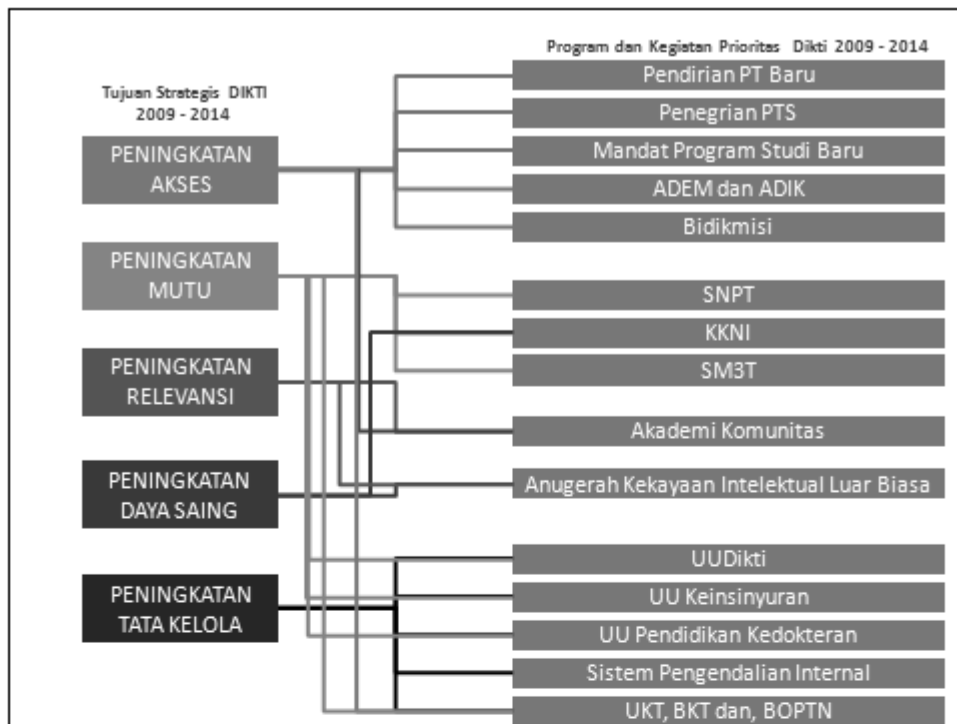 Tujuan Strategis DIKTI
2009 - 2014
PENINGKATAN
AKSES
PENINGKATAN
MUTU
PENINGKATAN
RELEVANSI
PENINGKATAN
DAYA SAING
PENINGKATAN
TATA KELOLA
Program dan Kegiatan Prioritas Dikti 2009 - 2014
Pendirian PT Baru
Penegrian PTS
Mandat Program Studi Baru
ADEM dan ADIK
Bidikmisi
SNPT
KKNI
SM3T
Akademi Komunitas
Anugerah Kekayaan Intelektual Luar Biasa
UUDikti
UU Keinsinyuran
UU Pendidikan Kedokteran
Sistem Pengendalian Internal
UKT, BKT dan, BOPTN